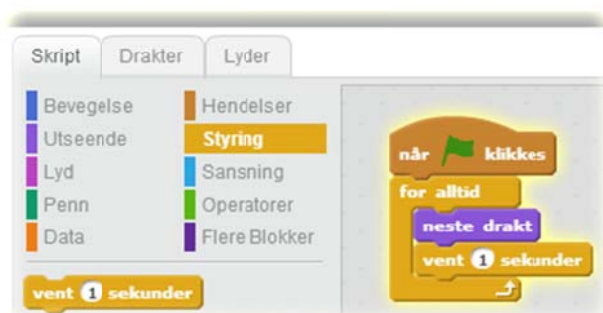 Skript Drakter Lyder
Bevegelse Hendelser
Utseende Styring
Lyd Sansning
Penn Operatorer
Data Flere Blokker
vent 1 sekunder
når klikkes
for alltid
neste drakt
vent 1 sekunder